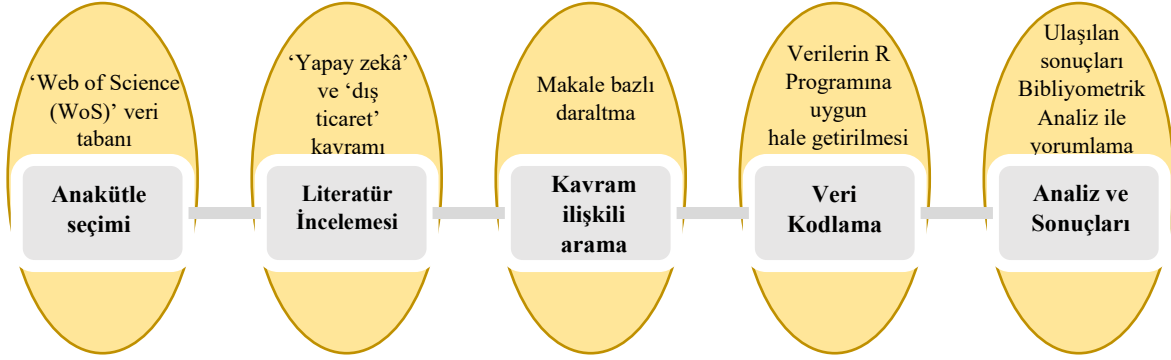 ‘Web of Science
(WoS)’ veri
tabanı
Anakütle
seçimi
‘Yapay zekâ’
ve ‘dış
ticaret’
kavramı
Literatür
İncelemesi
Makale bazlı
daraltma
Kavram
ilişkili
arama
Verilerin R
Programına
uygun
hale getirilmesi
Veri
Kodlama
Ulaşılan
sonuçları
Bibliyometrik
Analiz ile
yorumlama
Analiz ve
Sonuçları